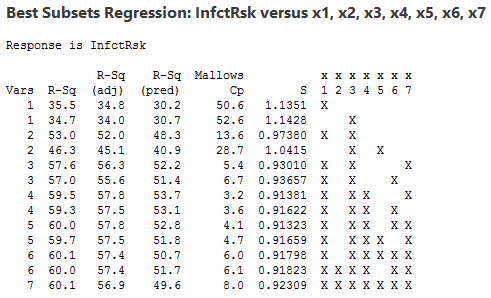 Best Subsets Regression: InfctRsk versus x1, x2, x3, x4, x5, x6, x7
Response is InfctRsk
R-Sq R-Sq Mallows x x x x x x x
Vars R-Sq (adj) (pred) Cp S 1 2 3 4 5 6 7
1 35.5 34.8 30.2 50.6 1.1351 X
1 34.7 34.0 30.7 52.6 1.1428 X
2 53.0 52.0 48.3 13.6 0.97380 X X
2 46.3 45.1 40.9 28.7 1.0415 X X
3 57.6 56.3 52.2 5.4 0.93010 X X X
3 57.0 55.6 51.4 6.7 0.93657 X X X
4 59.5 57.8 53.7 3.2 0.91381 X X X X
4 59.3 57.5 53.1 3.6 0.91622 X X X X
5 60.0 57.8 52.8 4.1 0.91323 X X X X X
5 59.7 57.5 51.8 4.7 0.91659 X X X X X
6 60.1 57.4 50.7 6.0 0.91798 X X X X X X
6 60.0 57.4 51.7 6.1 0.91823 X X X X X X
7 60.1 56.9 49.6 8.0 0.92309 X X X X X X X